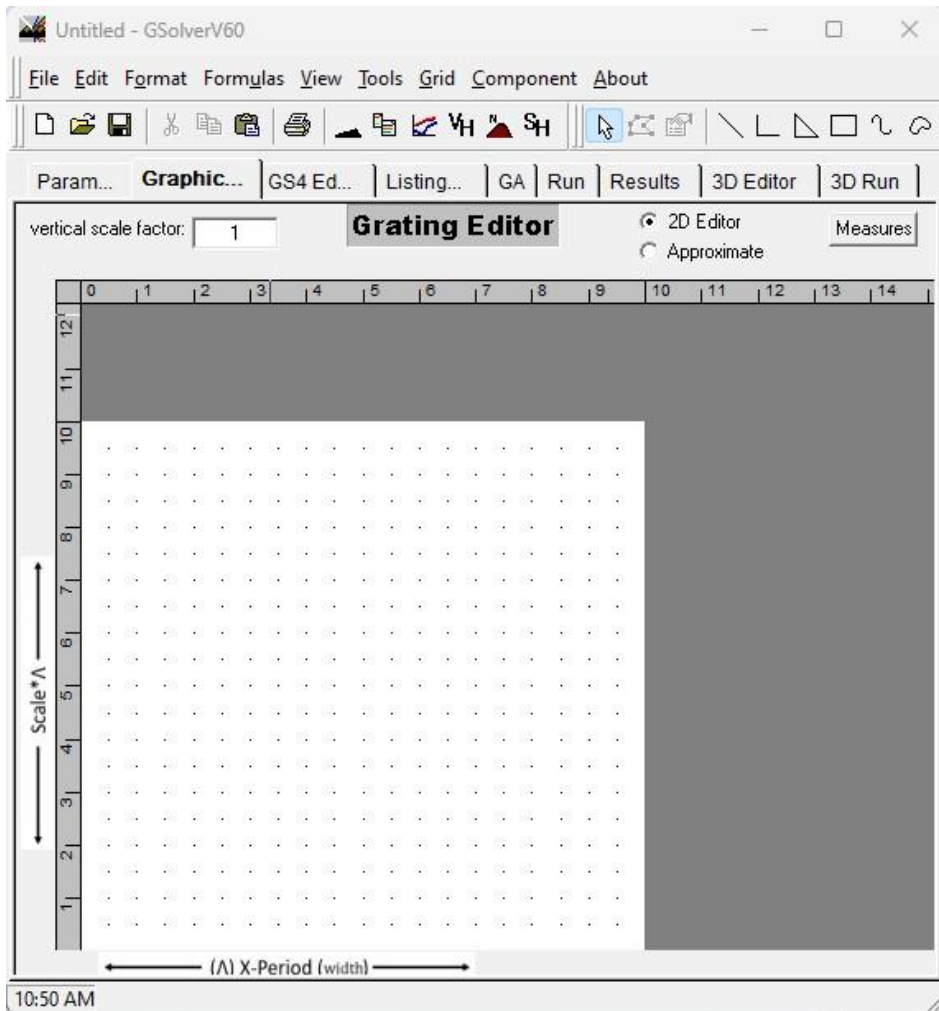 Untitled - GSolverV60
File Edit Format Formulas View Tools Grid Component About
VH N SH
Param... Graphic... GS4 Ed... Listing... GA Run Results 3D Editor 3D Run
vertical scale factor: 1 Grating Editor 2D Editor Measures
Approximate
0 1 2 3 4 5 6 7 8 9 10 11 12 13 14
12
11
10
9
8
7
6
5
4
3
2
1
Scale*Λ
(Λ) X-Period (width)
10:50 AM